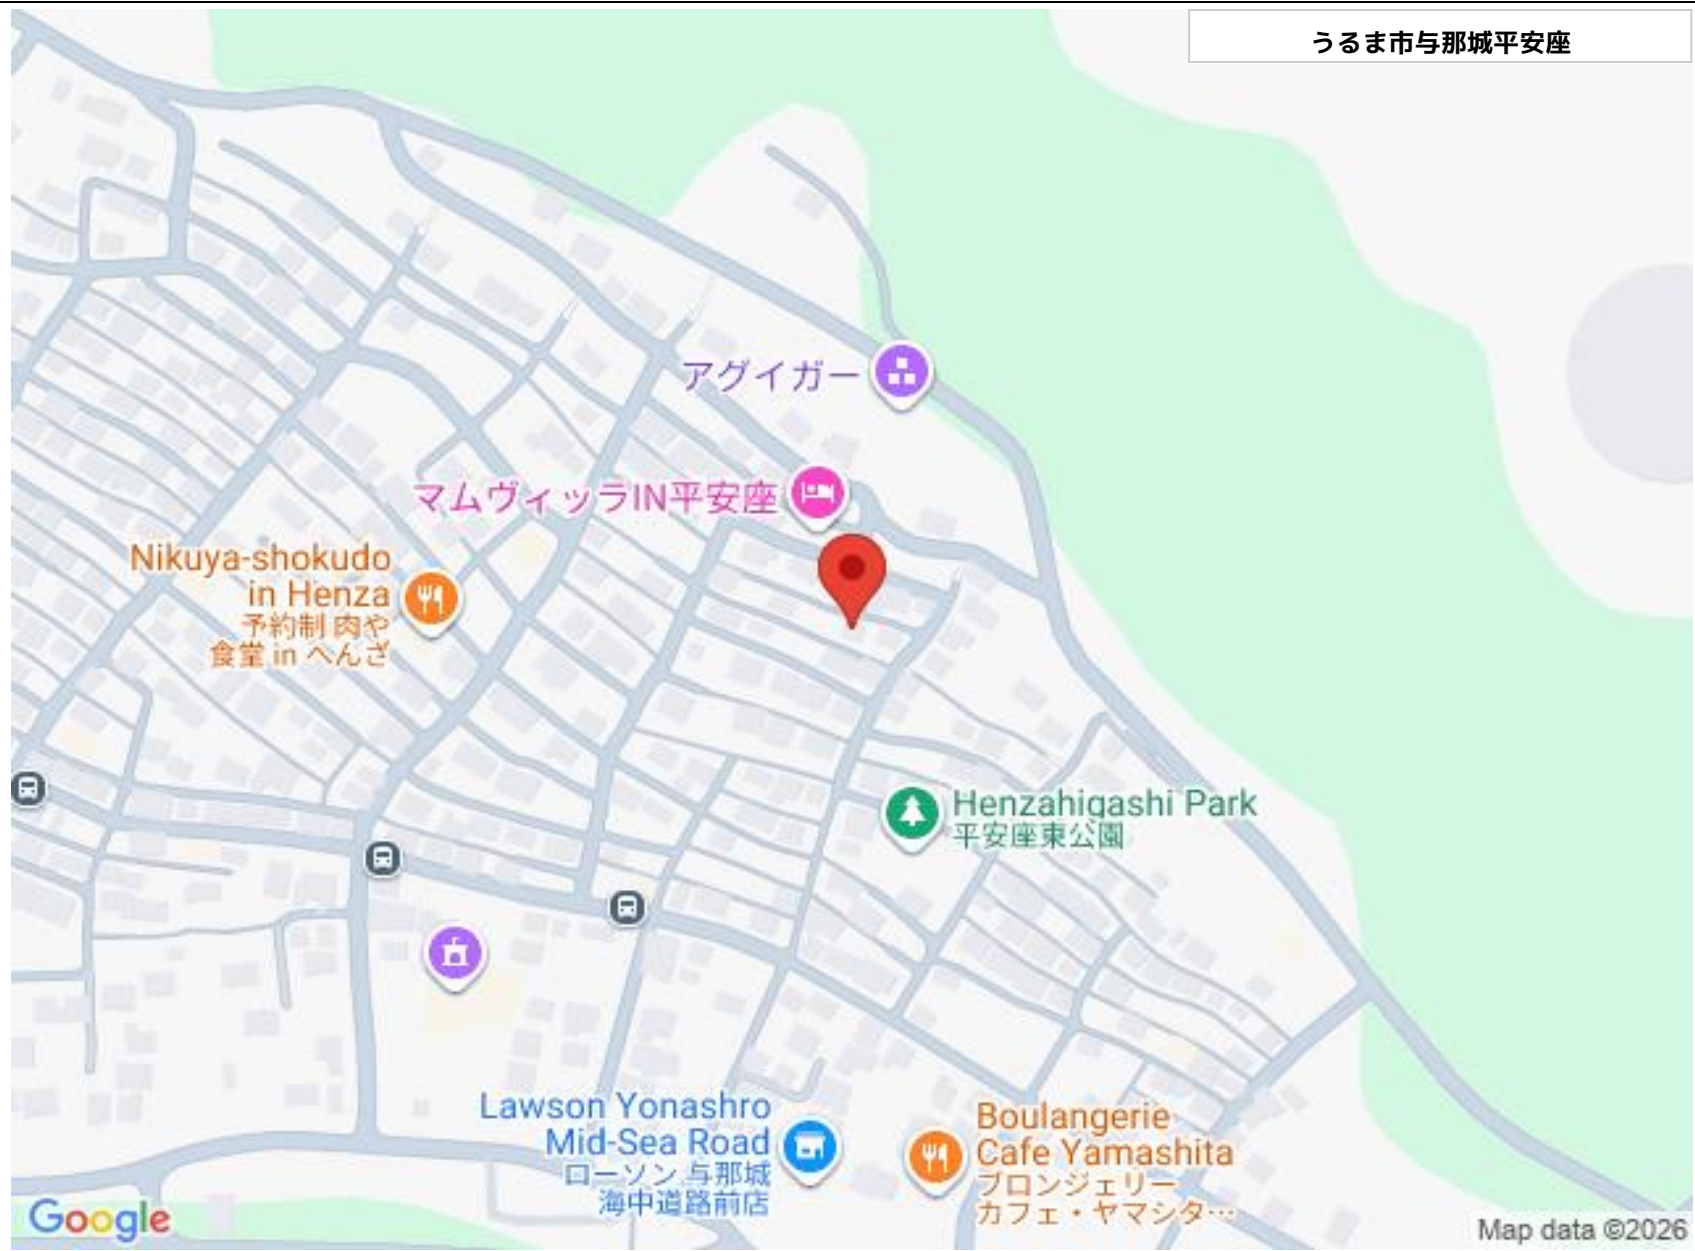 うるま市与那城平安座
アグイガー
マムヴィッラIN平安座
Nikuya-shokudo
in Henza
予約制 肉や
食堂 in へんざ
Henzahigashi Park
平安座東公園
Lawson Yonashro
Mid-Sea Road
ローソン 与那城
海中道路前店
Boulangerie
Cafe Yamashita
ブロンジェリー
カフェ・ヤマシタ…
Google
Map data ©2026